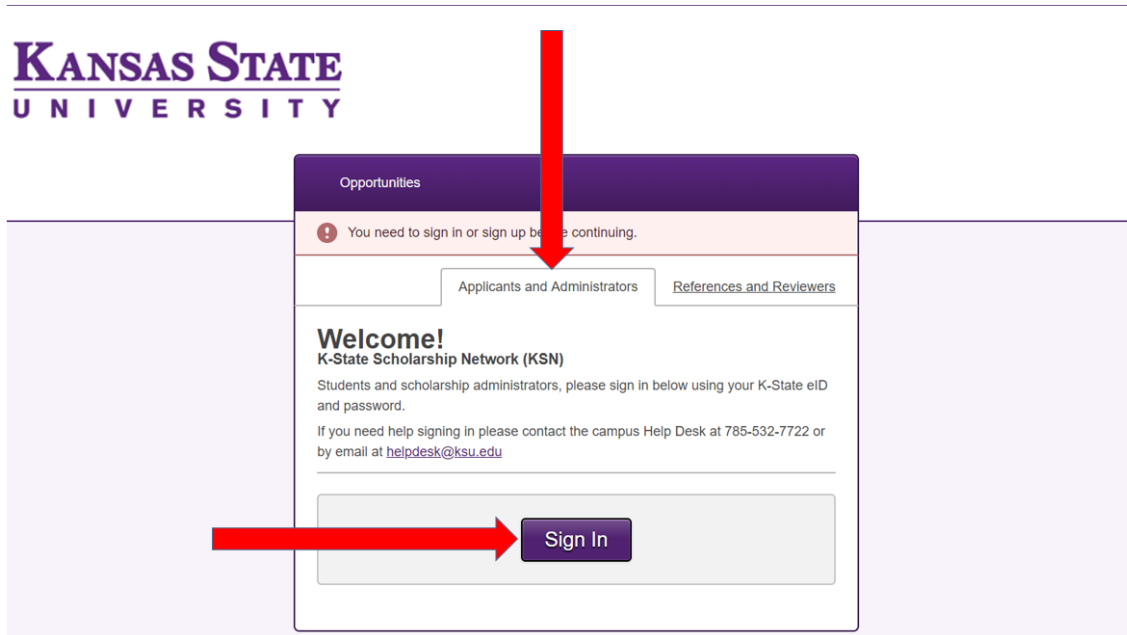 KANSAS STATE
UNIVERSITY
Opportunities
You need to sign in or sign up be e continuing.
Applicants and Administrators
References and Reviewers
Welcome!
K-State Scholarship Network (KSN)
Students and scholarship administrators, please sign in below using your K-State eID
and password.
If you need help signing in please contact the campus Help Desk at 785-532-7722 or
by email at helpdesk@ksu.edu
Sign In